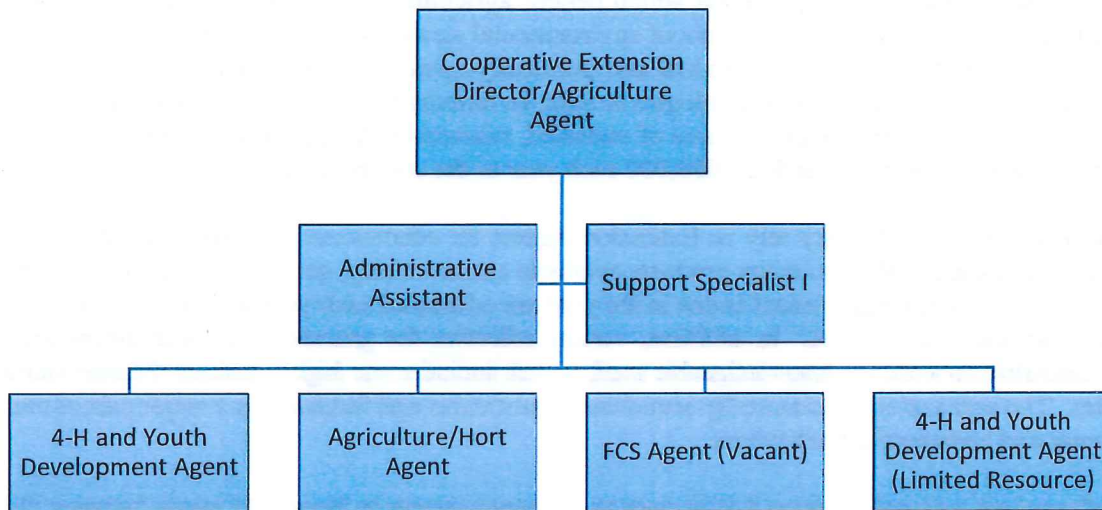 Cooperative Extension
Director/Agriculture
Agent
Administrative
Assistant
Support Specialist I
4-H and Youth
Development Agent
Agriculture/Hort
Agent
FCS Agent (Vacant)
4-H and Youth
Development Agent
(Limited Resource)